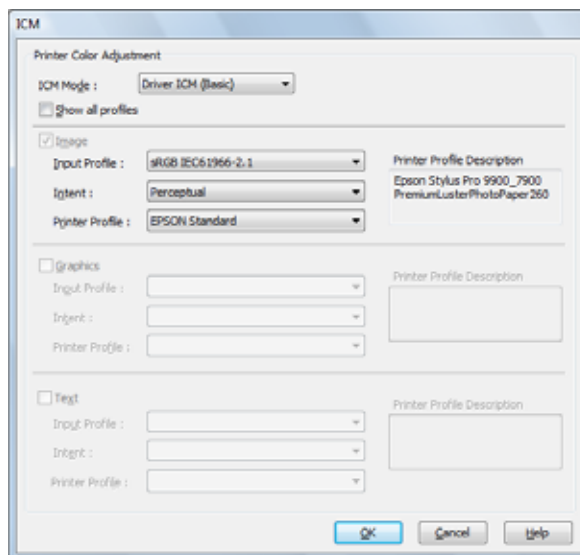 ICM
Printer Color Adjustment
ICM Mode : Driver ICM (Basic)
Show all profiles
Image
Input Profile : sRGB IEC61966-2.1
Intent : Perceptual
Printer Profile : EPSON Standard
Printer Profile Description
Epson Stylus Pro 9900_7900
PremiumLusterPhotoPaper260
Graphics
Input Profile :
Intent :
Printer Profile :
Printer Profile Description
Text
Input Profile :
Intent :
Printer Profile :
Printer Profile Description
OK Cancel Help